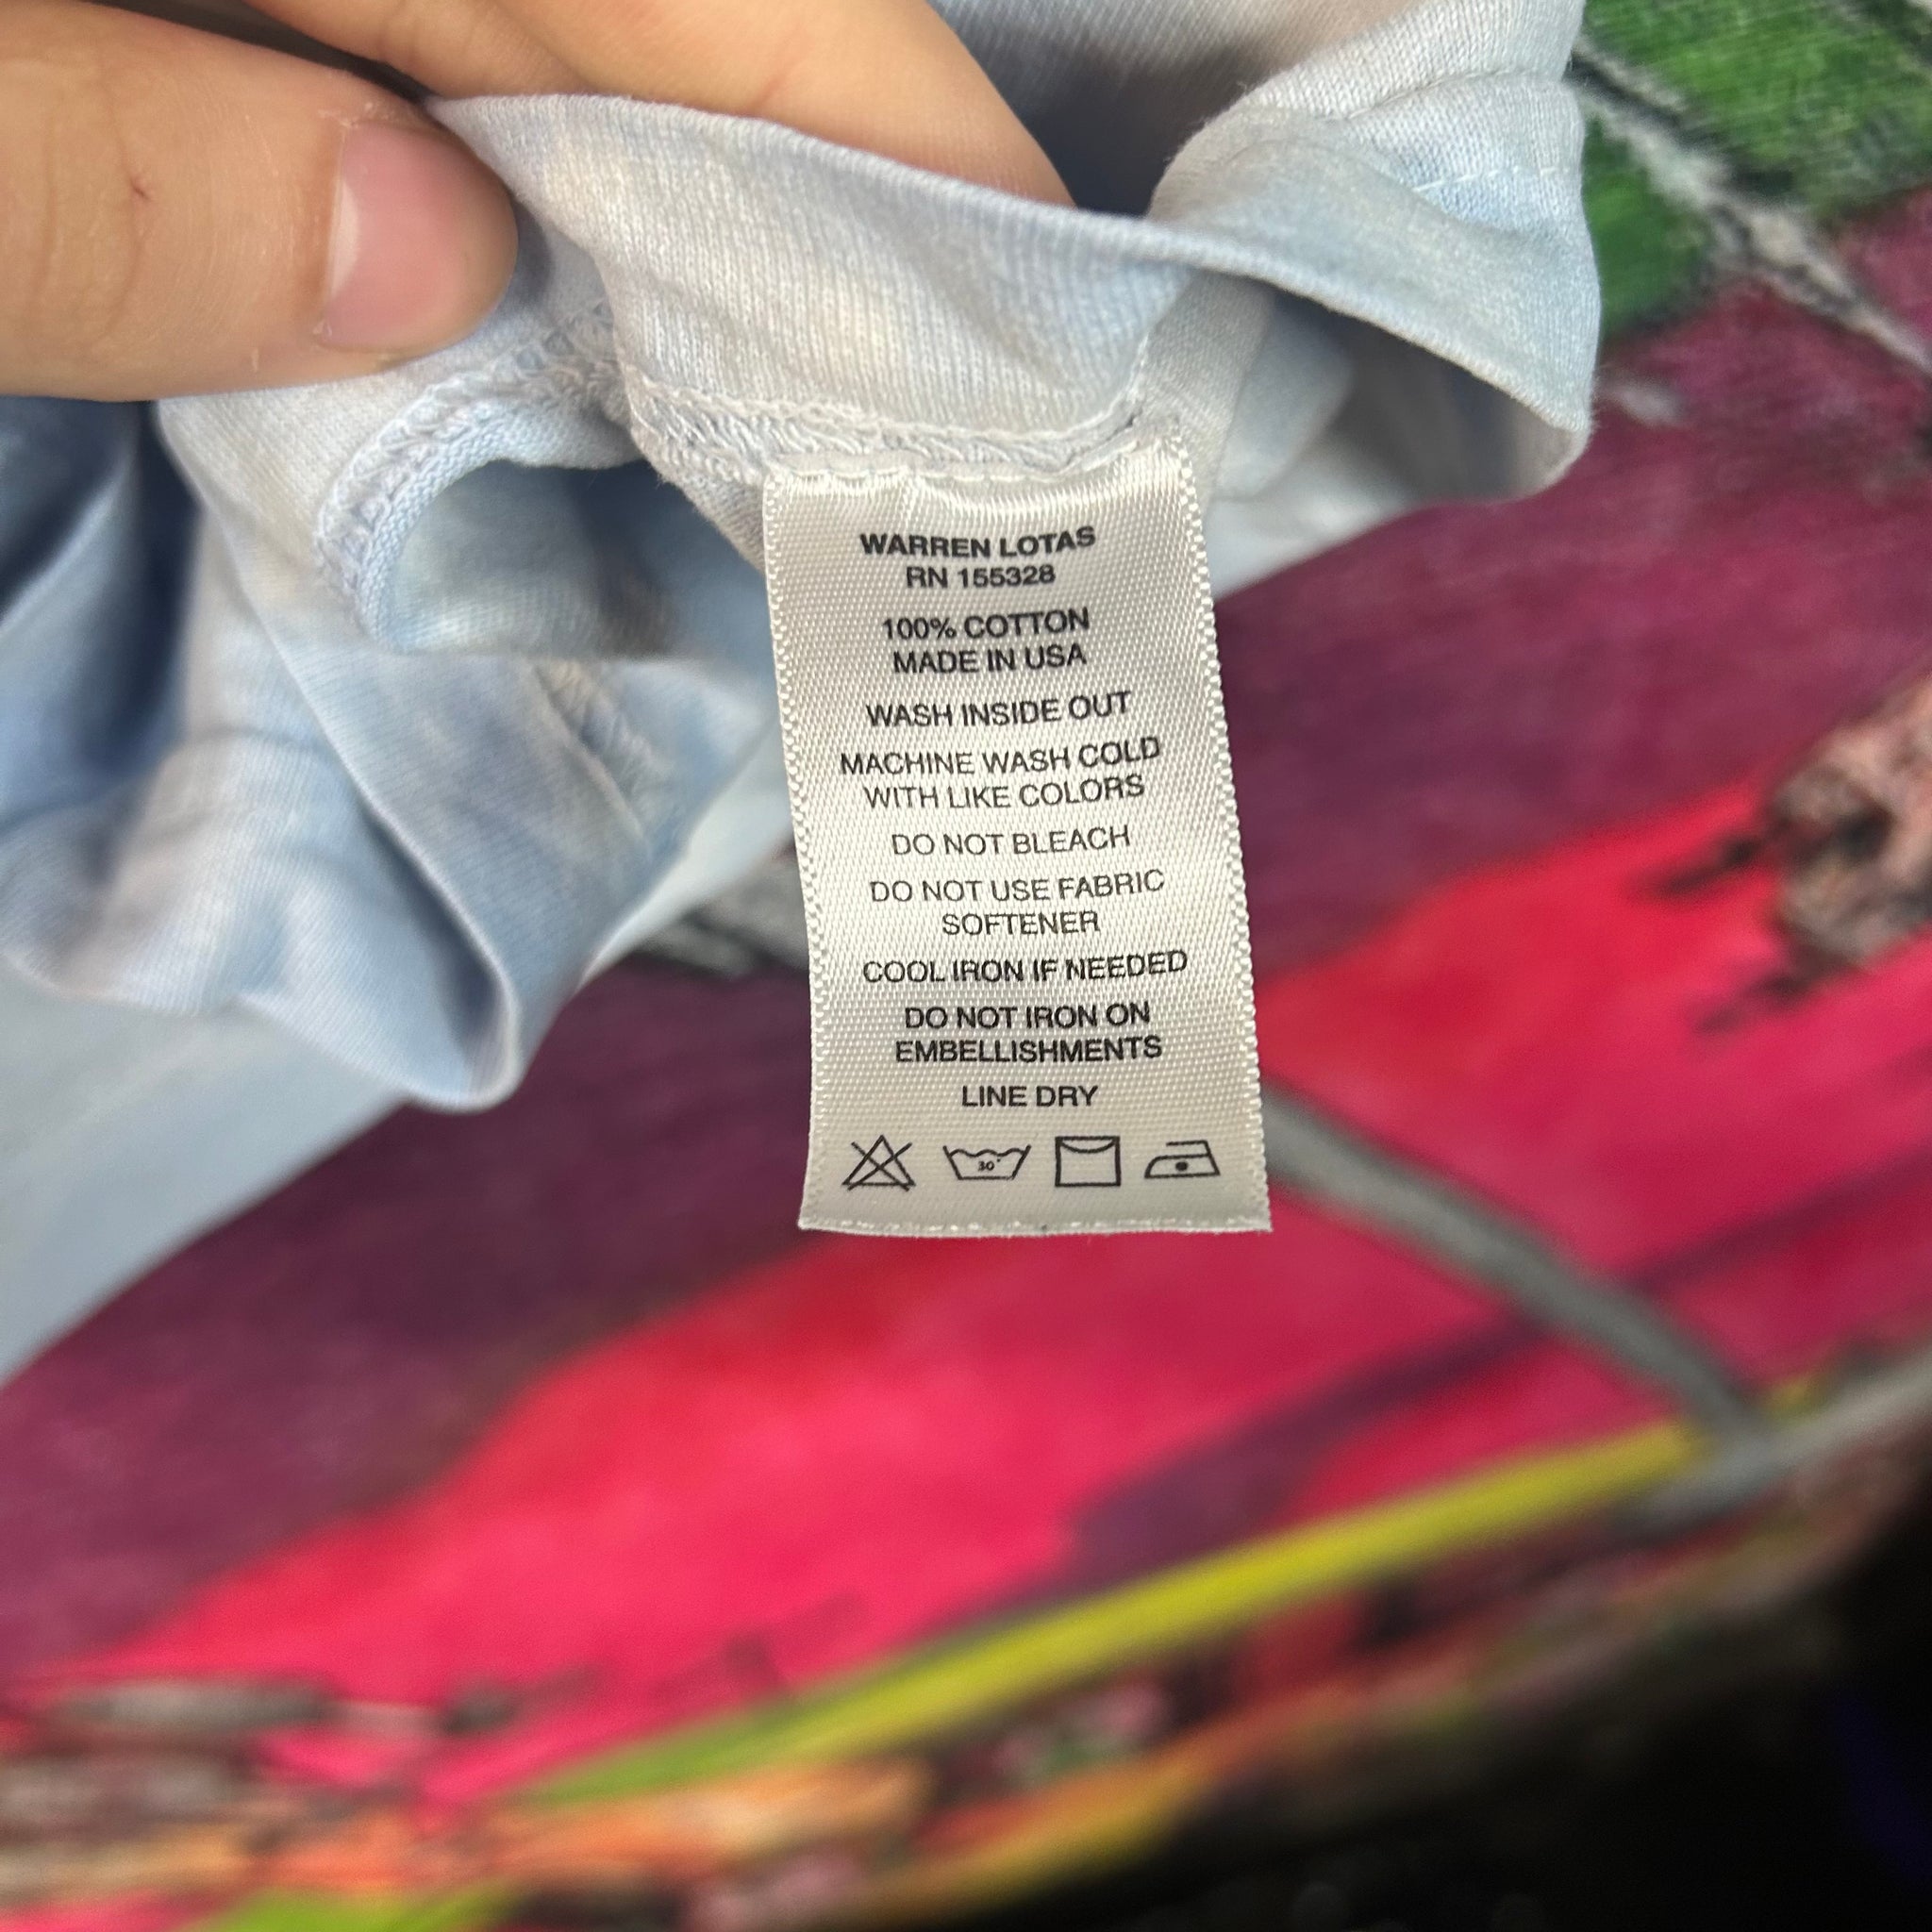 WARREN LOTAS
RN 155328
100% COTTON
MADE IN USA
WASH INSIDE OUT
MACHINE WASH COLD
WITH LIKE COLORS
DO NOT BLEACH
DO NOT USE FABRIC
SOFTENER
COOL IRON IF NEEDED
DO NOT IRON ON
EMBELLISHMENTS
LINE DRY
30°